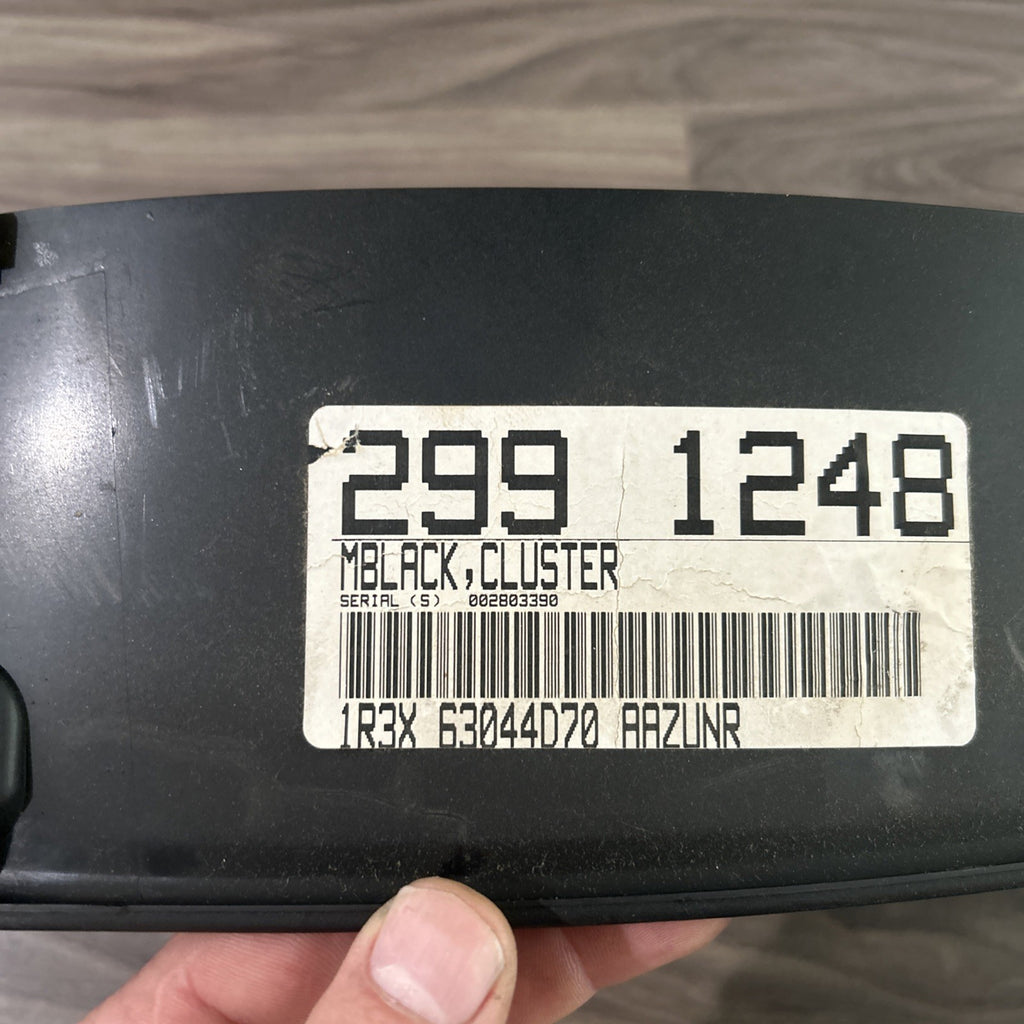 299 1248
MBLACK,CLUSTER
SERIAL (S) 002803390
1R3X 63044D70 AAZUNR